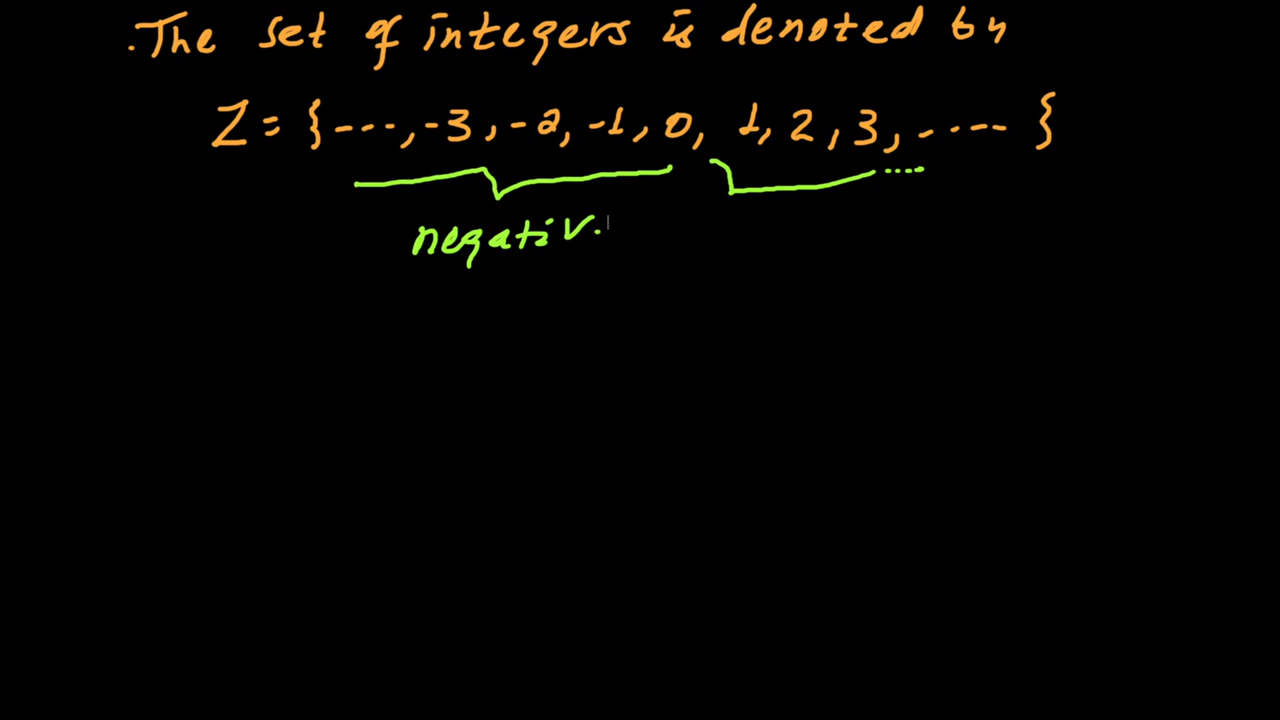 .The set of integers is denoted by
Z = { ---, -3, -2, -1, 0, 1, 2, 3, ----- }
negativ